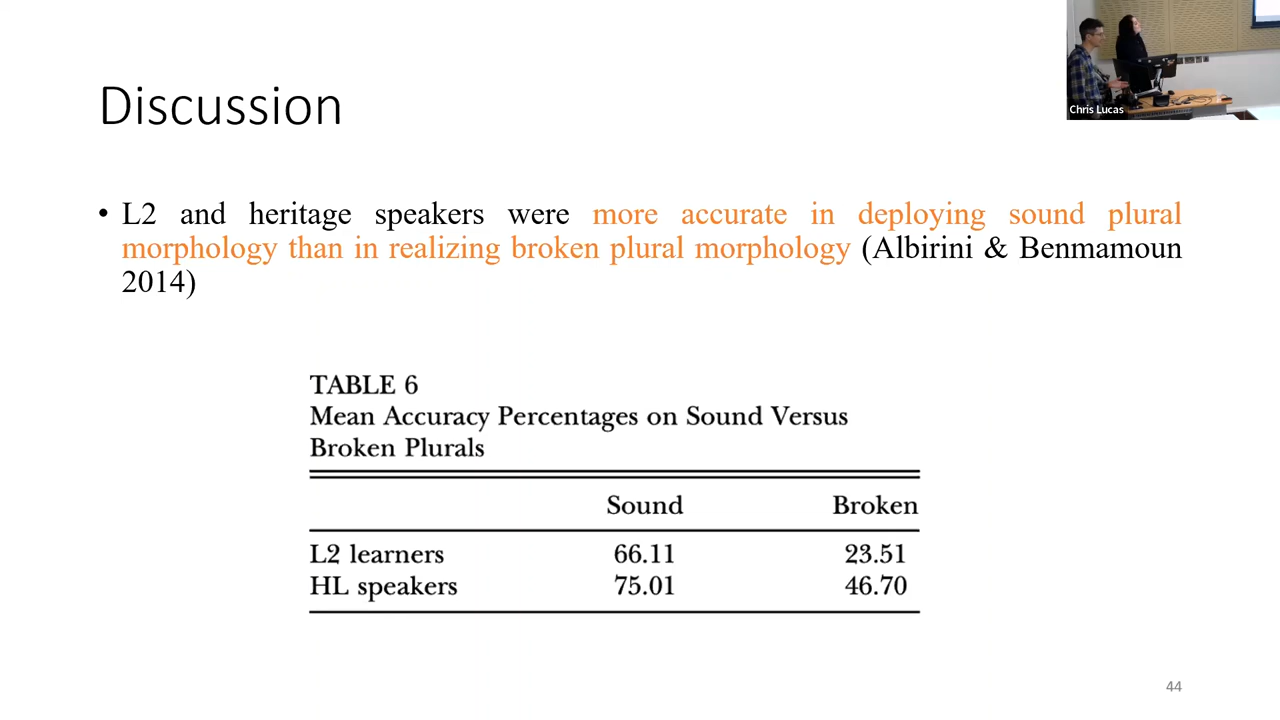 Discussion
Chris Lucas
• L2 and heritage speakers were more accurate in deploying sound plural
morphology than in realizing broken plural morphology (Albirini & Benmamoun
2014)
TABLE 6
Mean Accuracy Percentages on Sound Versus
Broken Plurals
Sound Broken
L2 learners 66.11 23.51
HL speakers 75.01 46.70
44